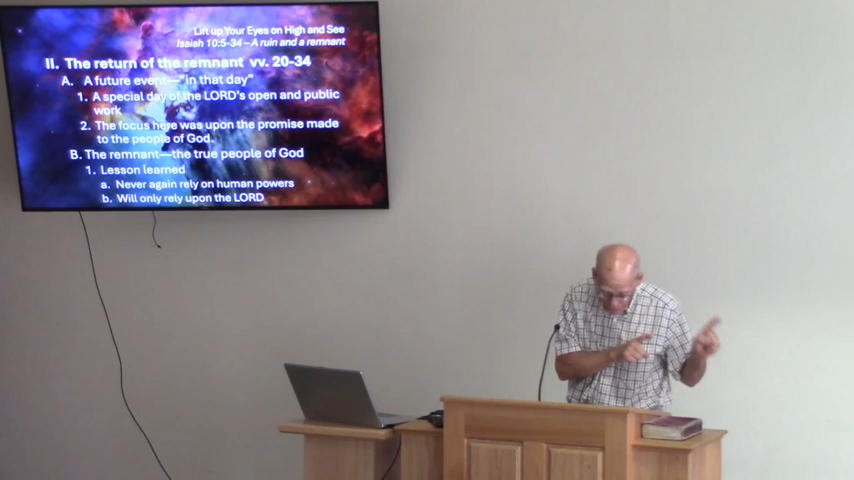 Lift up Your Eyes on High and See
Isaiah 10:5-34 – A ruin and a remnant
II. The return of the remnant vv. 20-34
A. A future event—"in that day"
1. A special day of the LORD's open and public
work
2. The focus here was upon the promise made
to the people of God.
B. The remnant—the true people of God
1. Lesson learned
a. Never again rely on human powers
b. Will only rely upon the LORD